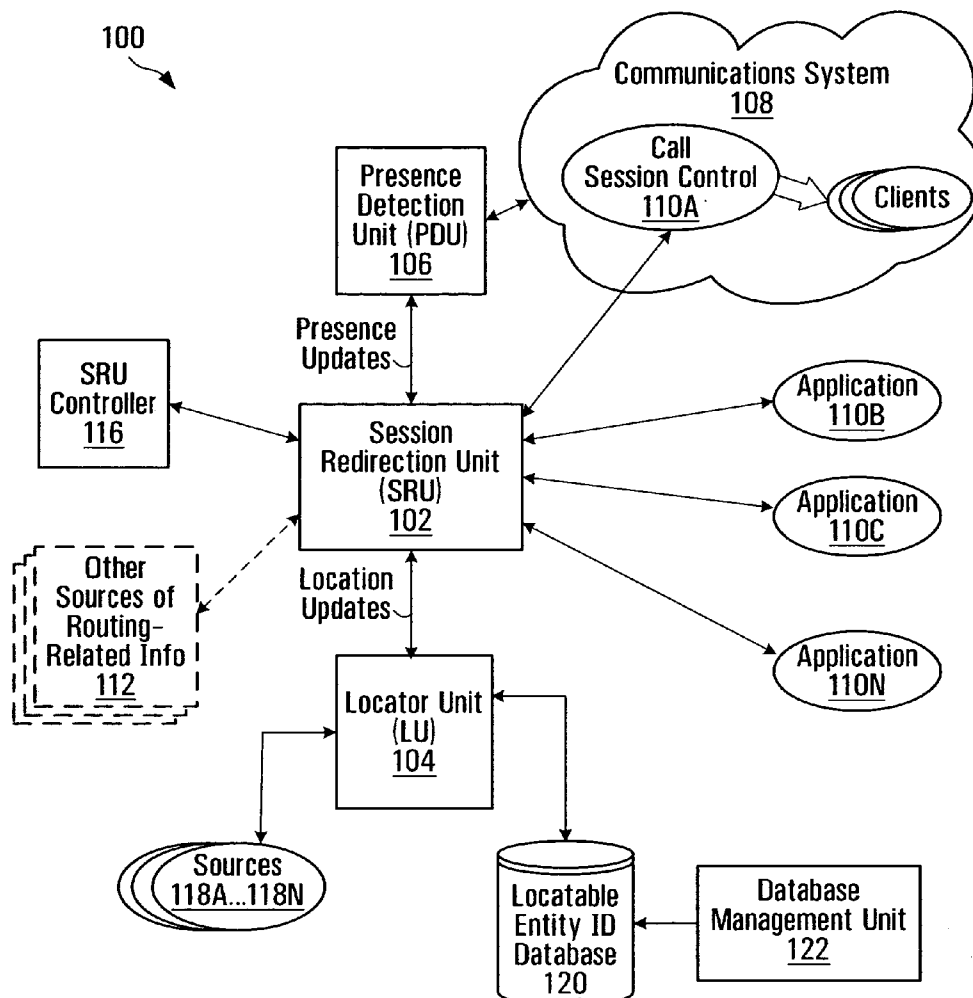 100
Communications System
108
Call
Session Control
110A
Clients
Presence
Detection
Unit (PDU)
106
Presence
Updates
SRU
Controller
116
Session
Redirection Unit
(SRU)
102
Application
110B
Application
110C
Application
110N
Other
Sources of
Routing-
Related Info
112
Location
Updates
Locator Unit
(LU)
104
Sources
118A...118N
Locatable
Entity ID
Database
120
Database
Management Unit
122